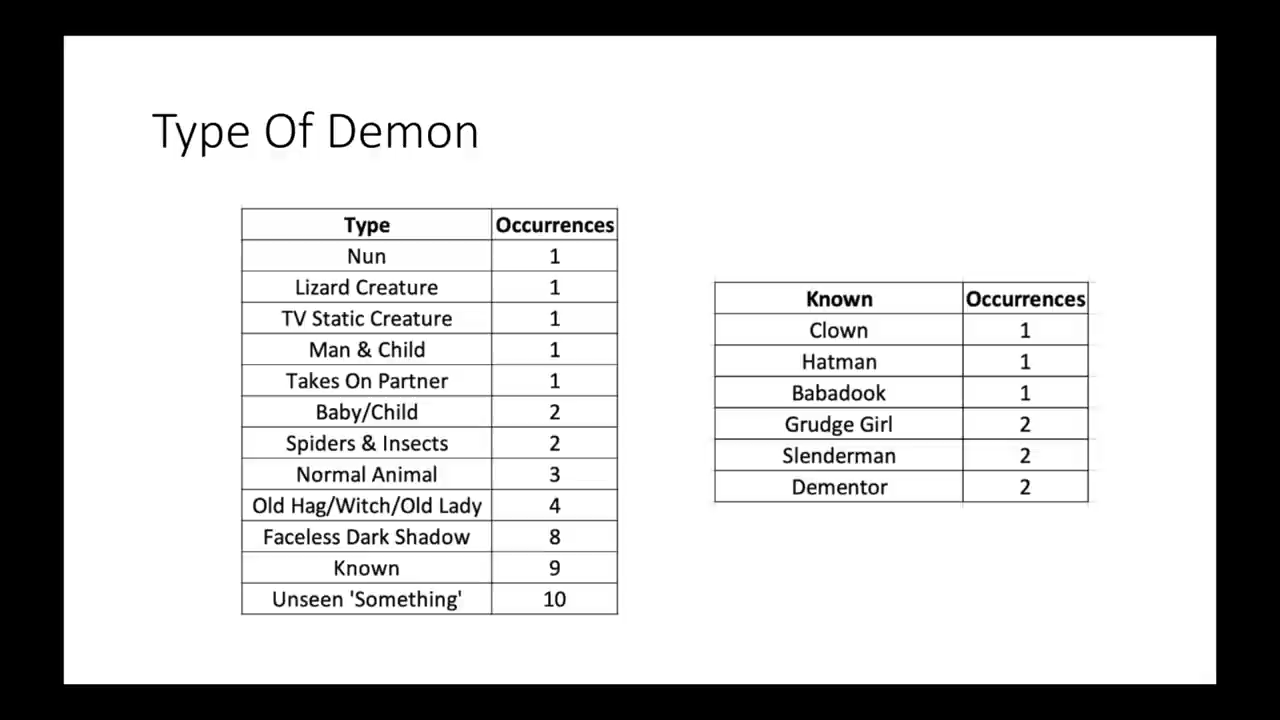 Type Of Demon
Type Occurrences
Nun 1
Lizard Creature 1
TV Static Creature 1
Man & Child 1
Takes On Partner 1
Baby/Child 2
Spiders & Insects 2
Normal Animal 3
Old Hag/Witch/Old Lady 4
Faceless Dark Shadow 8
Known 9
Unseen 'Something' 10
Known Occurrences
Clown 1
Hatman 1
Babadook 1
Grudge Girl 2
Slenderman 2
Dementor 2